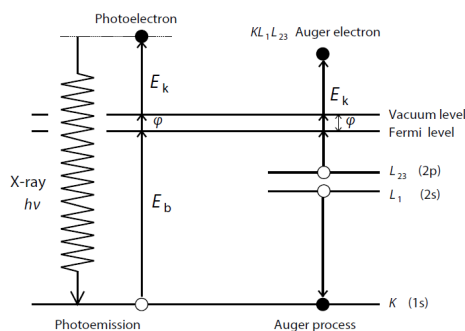 Photoelectron
KL₁L₂₃ Auger electron
Eₖ
Eₖ
Vacuum level
φ
φ
Fermi level
X-ray
hν
E_b
L₂₃ (2p)
L₁ (2s)
K (1s)
Photoemission
Auger process